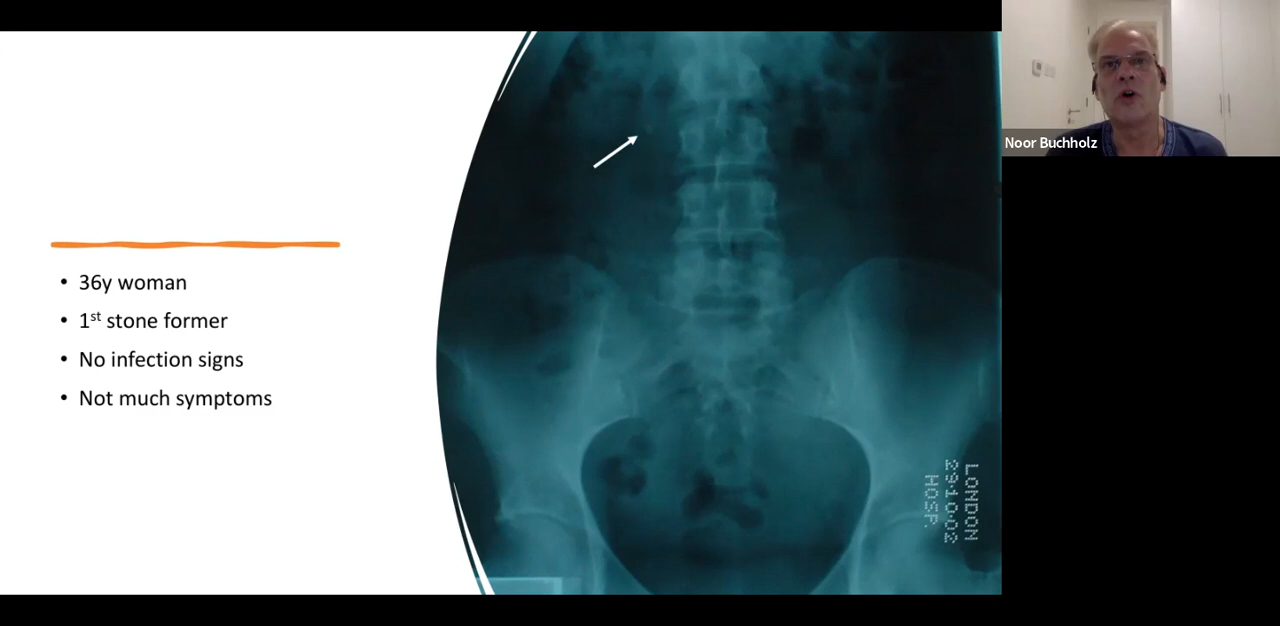 • 36y woman
• 1st stone former
• No infection signs
• Not much symptoms
LONDON
29·10·02
HOSP.
Noor Buchholz